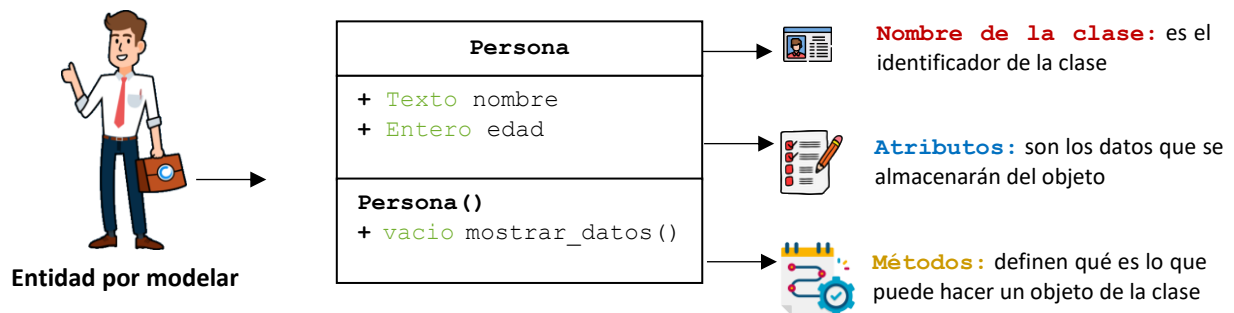 Entidad por modelar
Persona
+ Texto nombre
+ Entero edad
Persona()
+ vacio mostrar_datos()
Nombre de la clase: es el
identificador de la clase
Atributos: son los datos que se
almacenarán del objeto
Métodos: definen qué es lo que
puede hacer un objeto de la clase